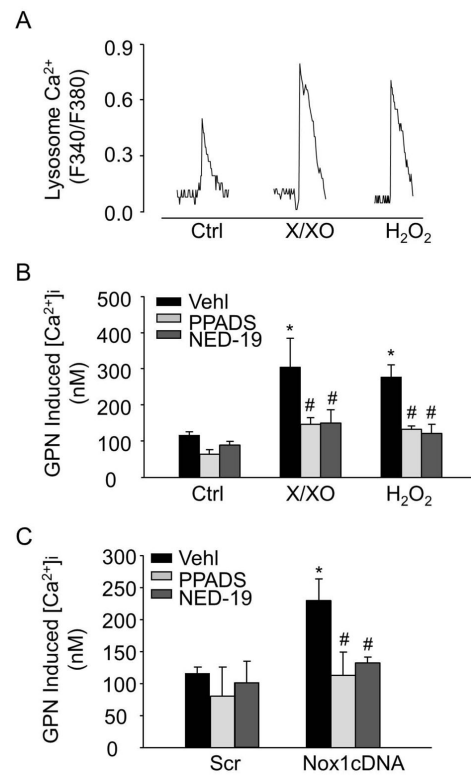 A
Lysosome Ca²⁺
(F340/F380)
0.9
0.6
0.3
0.0
Ctrl
X/XO
H₂O₂
B
GPN Induced [Ca²⁺]i
(nM)
500
400
300
200
100
0
Vehl
PPADS
NED-19
*
# #
*
# #
Ctrl
X/XO
H₂O₂
C
GPN Induced [Ca²⁺]i
(nM)
300
250
200
150
100
50
0
Vehl
PPADS
NED-19
*
# #
Scr
Nox1cDNA